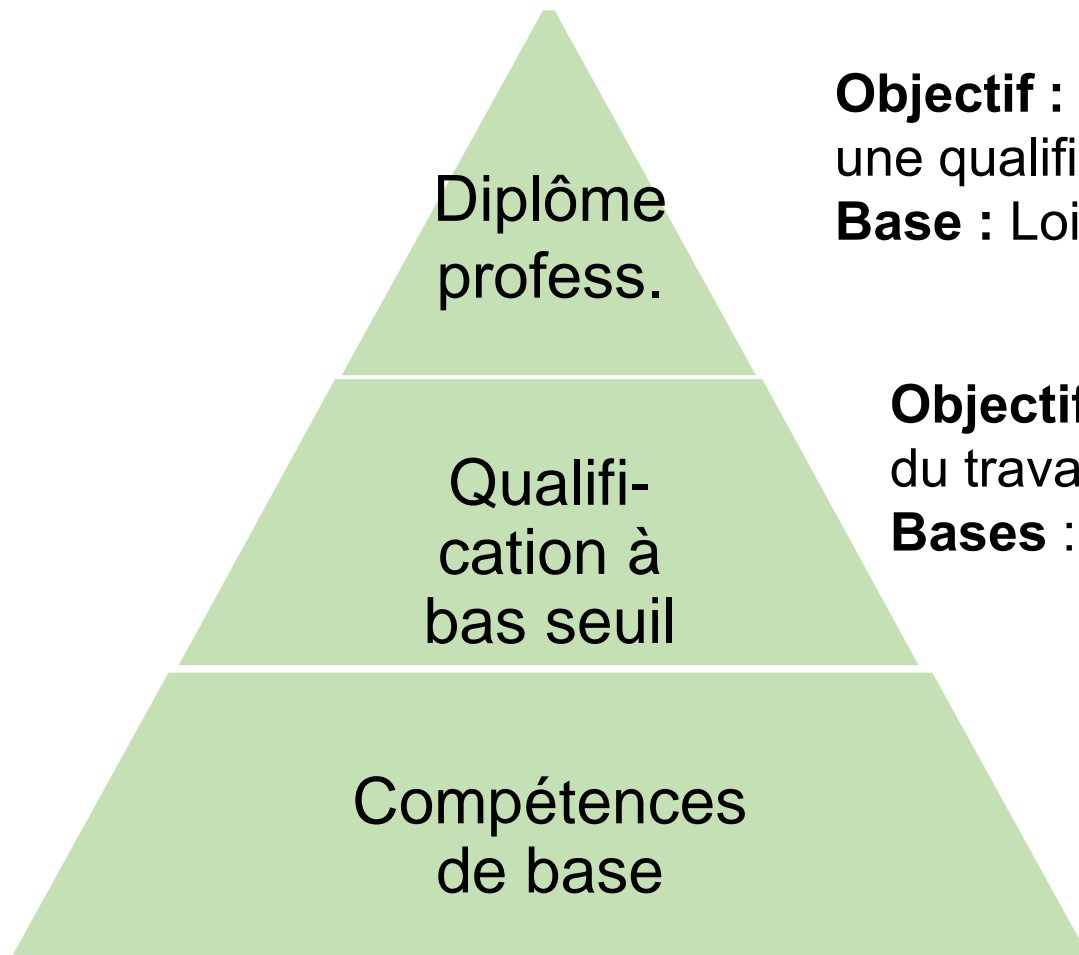 Diplôme
profess.
Objectif :
une qualifi
Base : Loi
Qualifi-
cation à
bas seuil
Objectif
du trava
Bases :
Compétences
de base